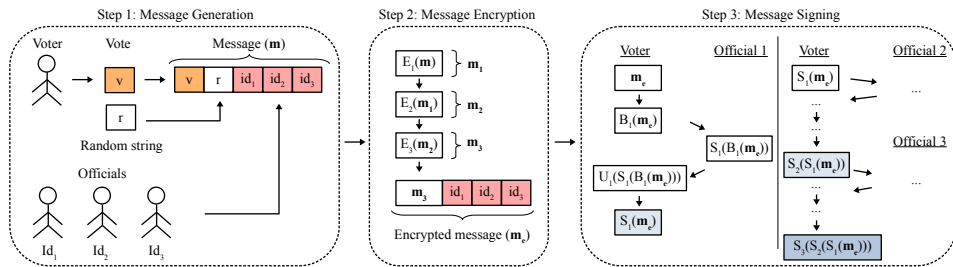 Step 1: Message Generation
Voter
Vote
Message (m)
v
v
r
id1
id2
id3
r
Random string
Officials
Id1
Id2
Id3
Step 2: Message Encryption
E1(m)
m1
E2(m1)
m2
E3(m2)
m3
m3
id1
id2
id3
Encrypted message (me)
Step 3: Message Signing
Voter
Official 1
me
B1(me)
S1(B1(me))
U1(S1(B1(me)))
S1(me)
Voter
Official 2
S1(me)
...
...
...
Official 3
S2(S1(me))
...
...
...
S3(S2(S1(me)))